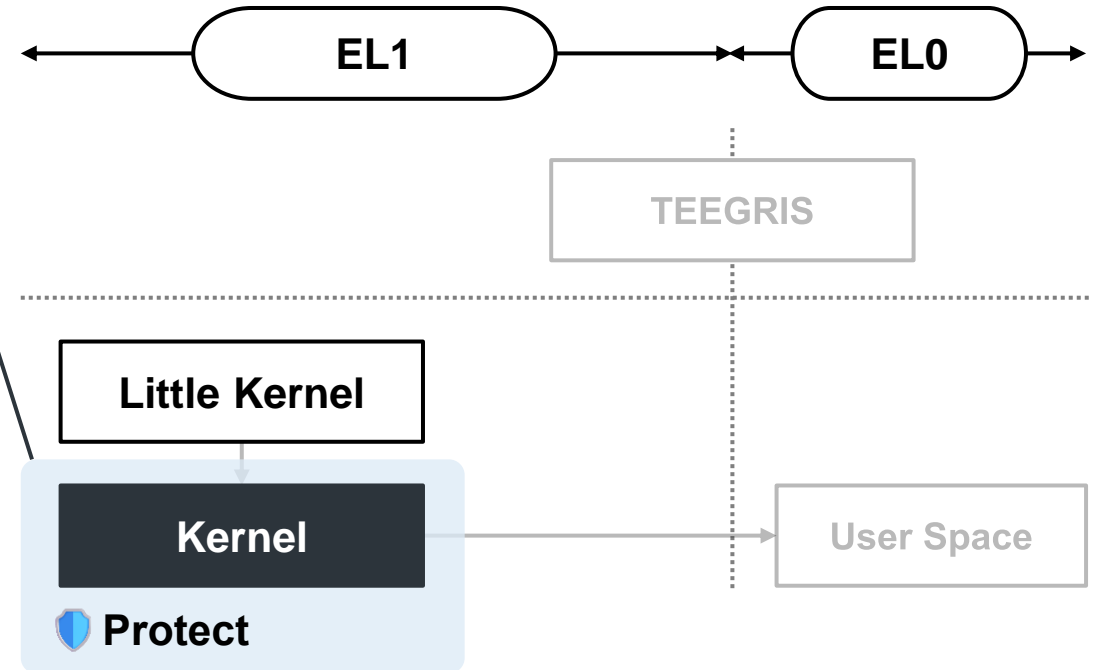 EL1
EL0
TEEGRIS
Little Kernel
Kernel
User Space
Protect